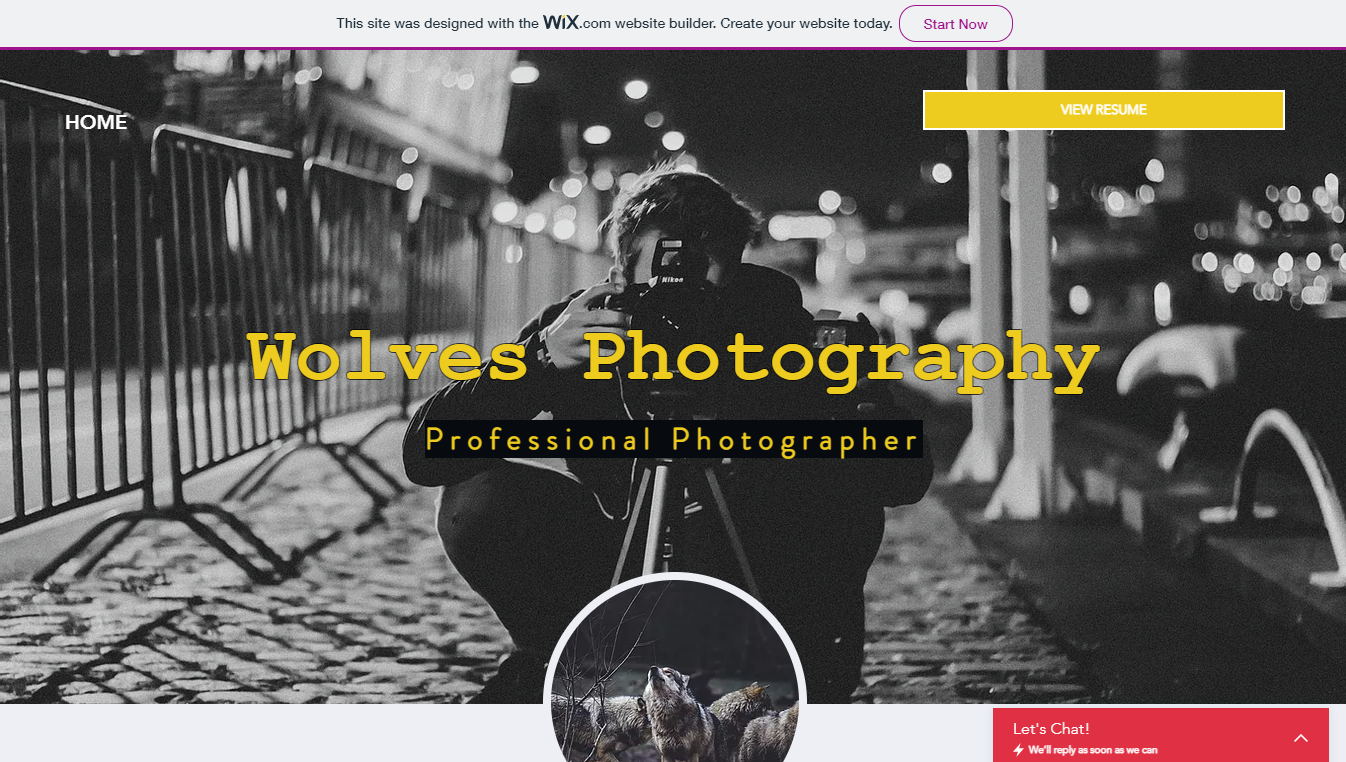 This site was designed with the WiX.com website builder. Create your website today.
Start Now
HOME
VIEW RESUME
Nikon
Wolves Photography
Professional Photographer
Let's Chat!
We'll reply as soon as we can